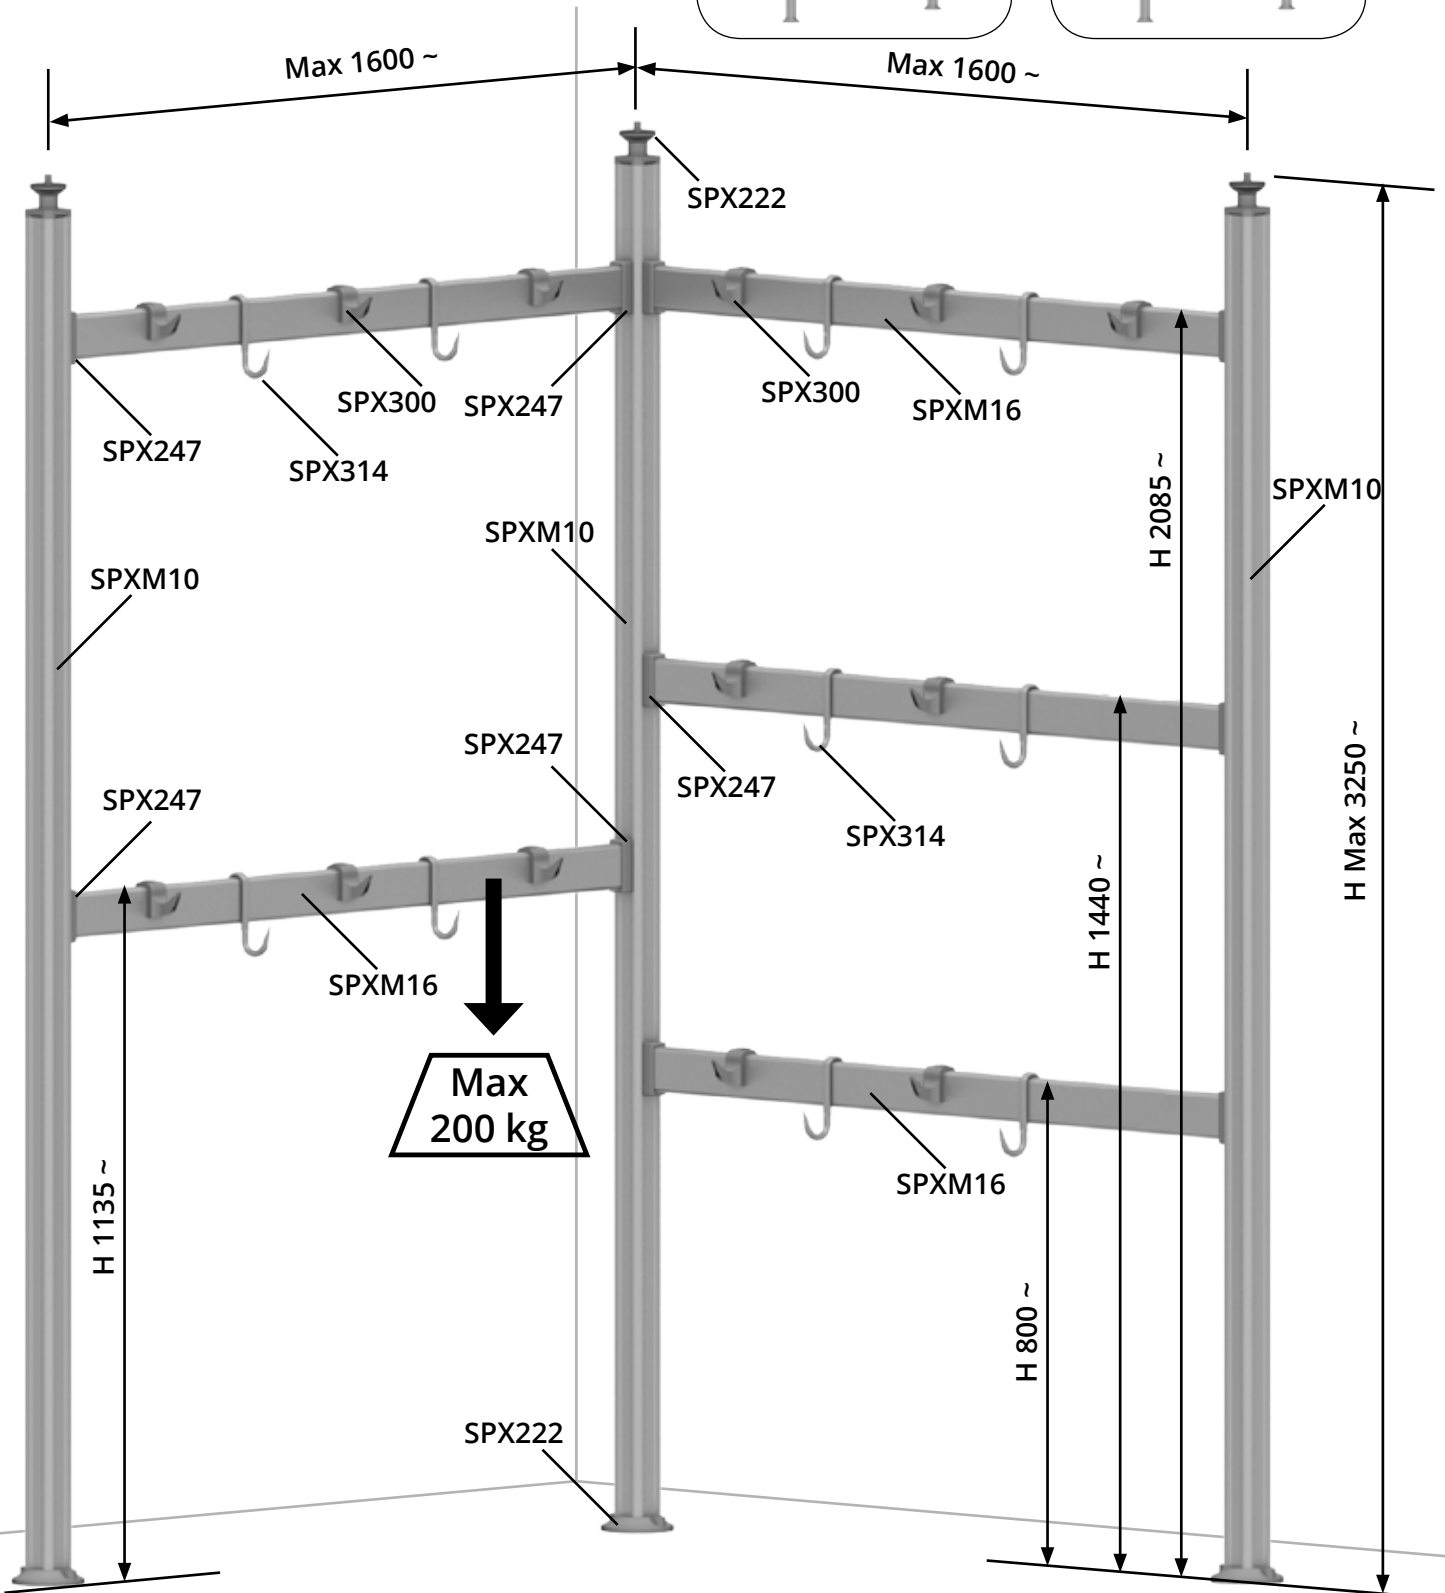 Max 1600 ~
Max 1600 ~
SPX222
SPX300
SPX247
SPX300
SPXM16
SPX247
SPX314
H 2085 ~
SPXM10
SPXM10
SPXM10
SPX247
SPX247
SPX247
SPX314
H Max 3250 ~
H 1440 ~
SPXM16
Max
200 kg
H 1135 ~
SPXM16
H 800 ~
SPX222